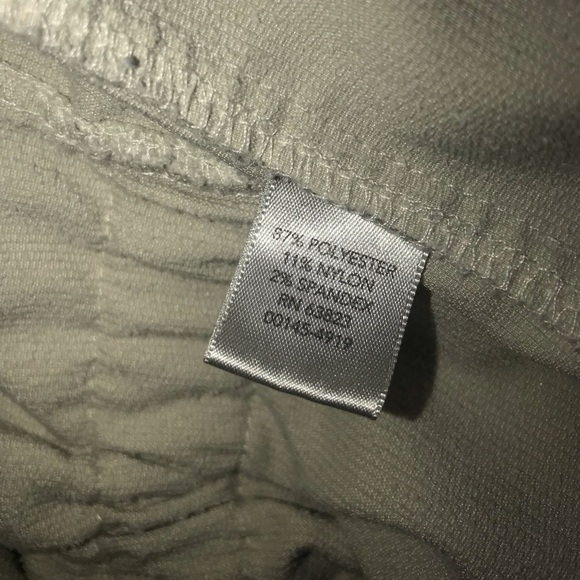 87% POLYESTER
11% NYLON
2% SPANDEX
RN 63823
00145-4919